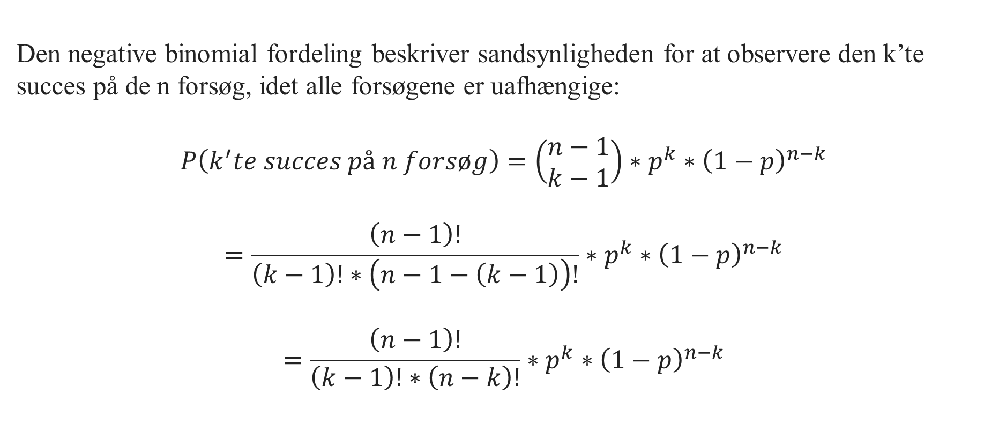 Den negative binomial fordeling beskriver sandsynligheden for at observere den k’te
succes på de n forsøg, idet alle forsøgene er uafhængige:
P(k′te succes på n forsøg) = \binom{n − 1}{k − 1} * p^k * (1 − p)^{n−k}
= \frac{(n − 1)!}{(k − 1)! * (n − 1 − (k − 1))!} * p^k * (1 − p)^{n−k}
= \frac{(n − 1)!}{(k − 1)! * (n − k)!} * p^k * (1 − p)^{n−k}